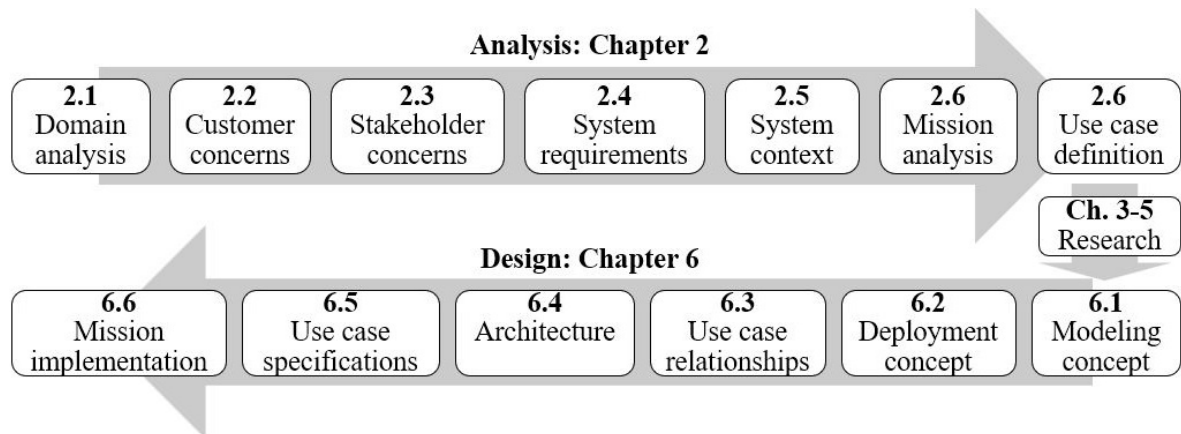 Analysis: Chapter 2
2.1
Domain
analysis
2.2
Customer
concerns
2.3
Stakeholder
concerns
2.4
System
requirements
2.5
System
context
2.6
Mission
analysis
2.6
Use case
definition
Ch. 3-5
Research
Design: Chapter 6
6.6
Mission
implementation
6.5
Use case
specifications
6.4
Architecture
6.3
Use case
relationships
6.2
Deployment
concept
6.1
Modeling
concept